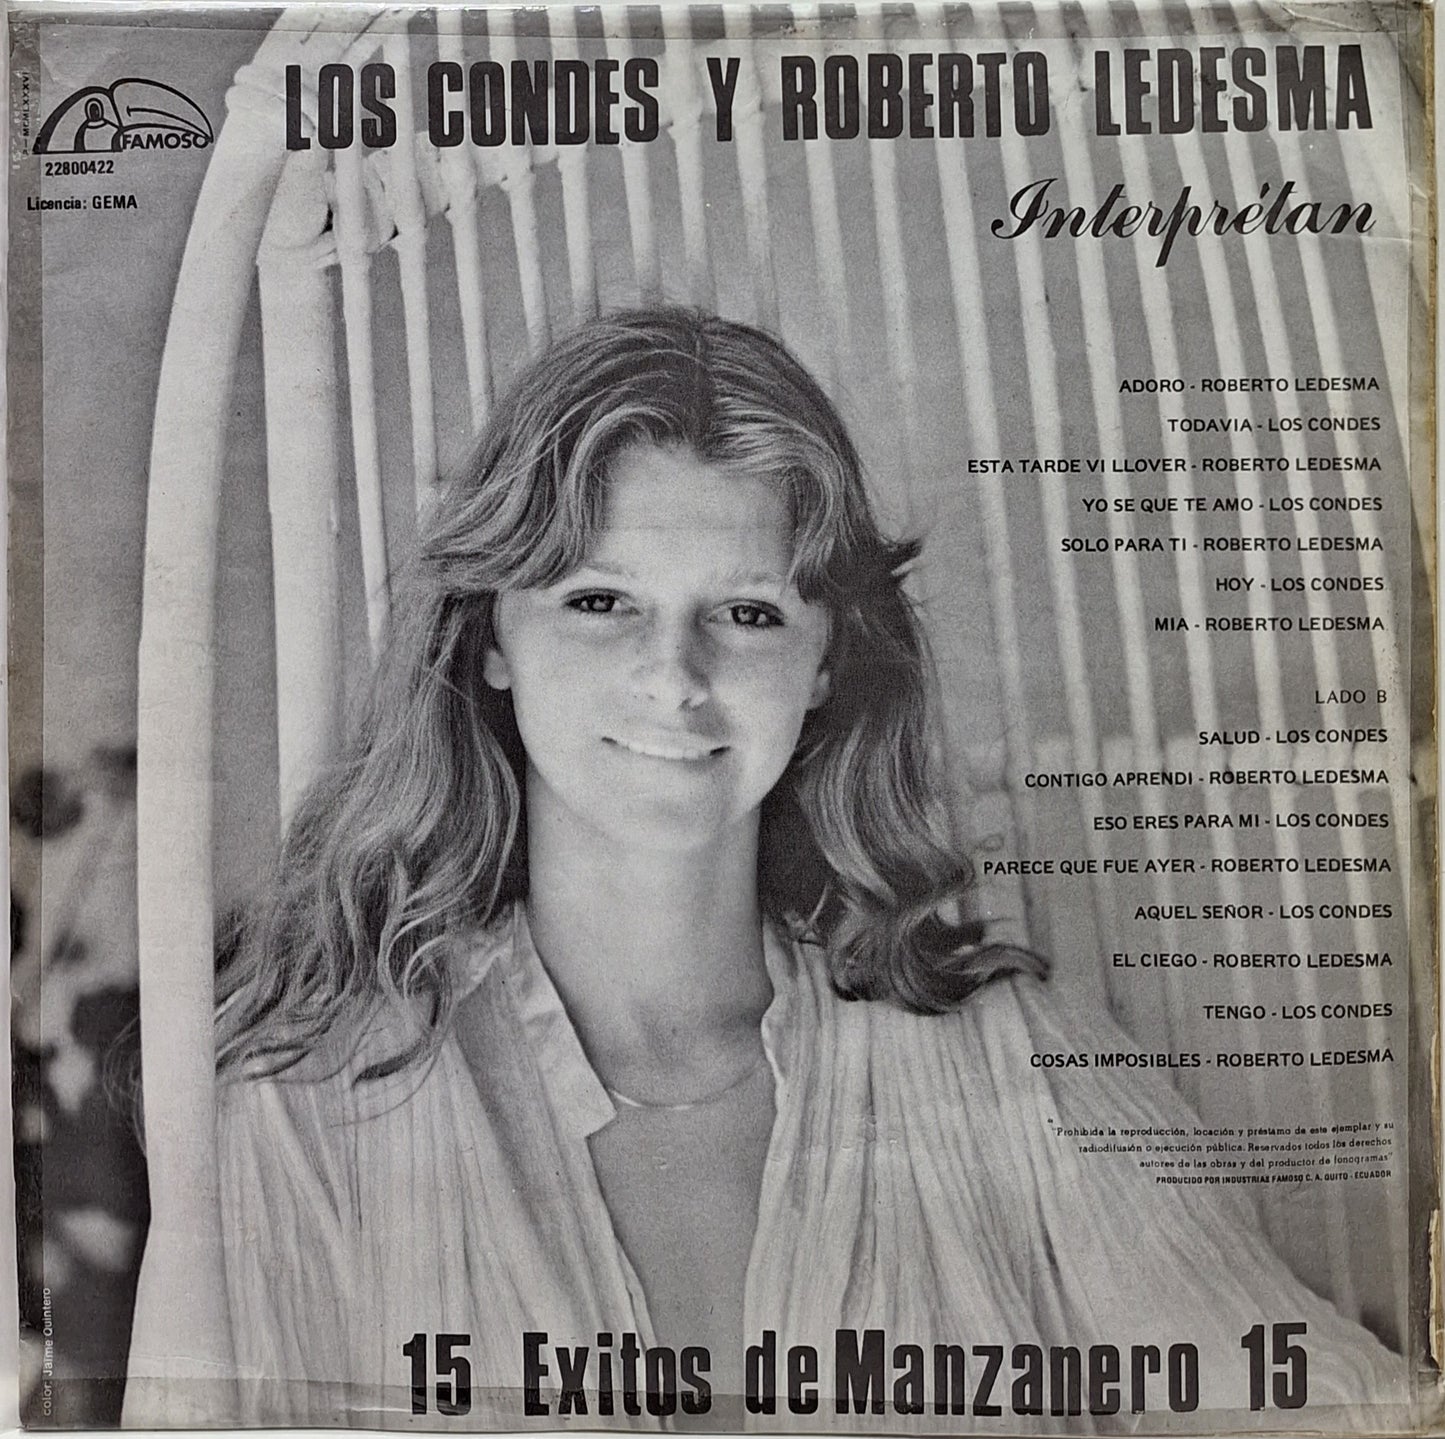 LOS CONDES Y ROBERTO LEDESMA
FAMOSO
22800422
Licencia: GEMA
Interprétan
ADORO - ROBERTO LEDESMA
TODAVIA - LOS CONDES
ESTA TARDE VI LLOVER - ROBERTO LEDESMA
YO SE QUE TE AMO - LOS CONDES
SOLO PARA TI - ROBERTO LEDESMA
HOY - LOS CONDES
MIA - ROBERTO LEDESMA
LADO B
SALUD - LOS CONDES
CONTIGO APRENDI - ROBERTO LEDESMA
ESO ERES PARA MI - LOS CONDES
PARECE QUE FUE AYER - ROBERTO LEDESMA
AQUEL SEÑOR - LOS CONDES
EL CIEGO - ROBERTO LEDESMA
TENGO - LOS CONDES
COSAS IMPOSIBLES - ROBERTO LEDESMA
"Prohibida la reproducción, locación y préstamo de este ejemplar y su
radiodifusión o ejecución pública. Reservados todos lós derechos
autores de las obras y del productor de fonogramas"
PRODUCIDO POR INDUSTRIAS FAMOSO C. A. QUITO - ECUADOR
color: Jaime Quintero
15 Exitos de Manzanero 15